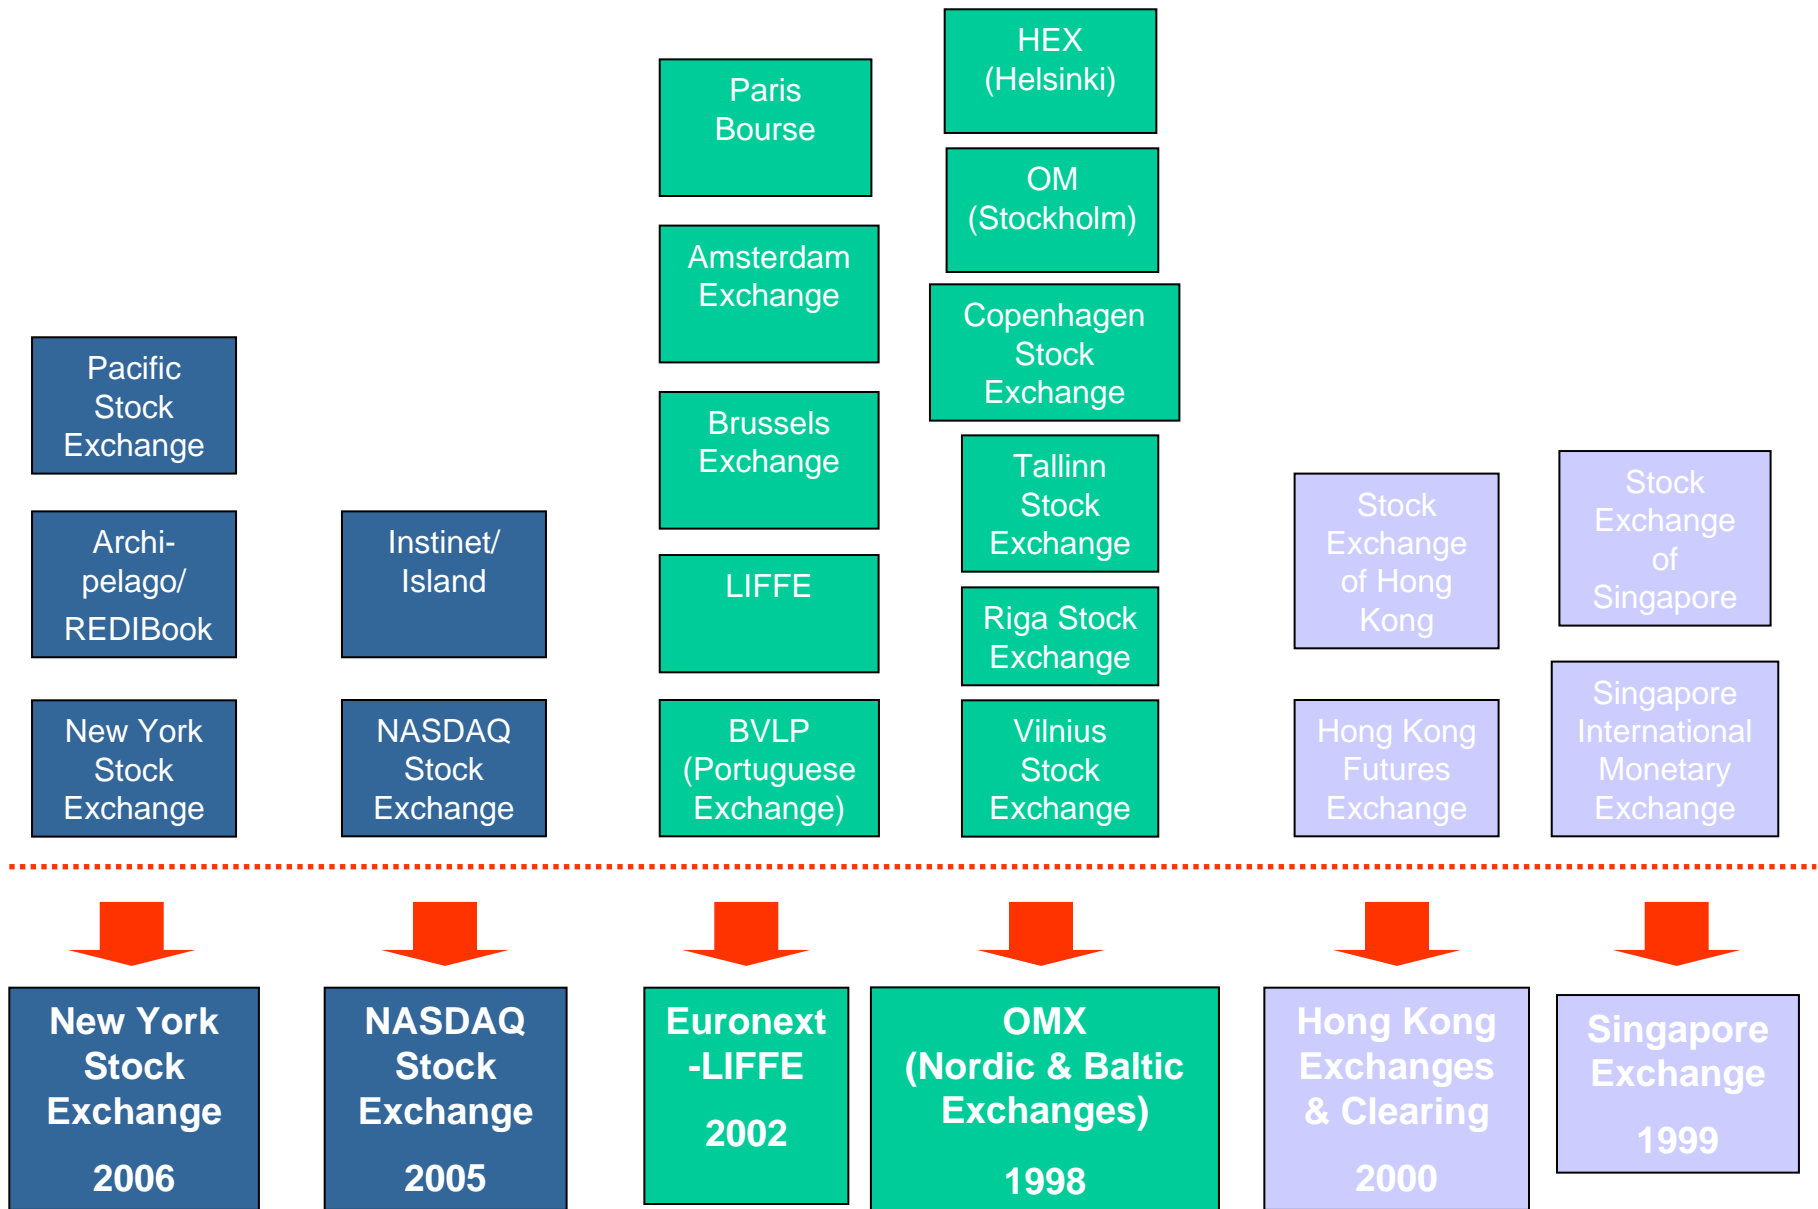 HEX
(Helsinki)
Paris
Bourse
OM
(Stockholm)
Amsterdam
Exchange
Copenhagen
Stock
Exchange
Pacific
Stock
Exchange
Brussels
Exchange
Tallinn
Stock
Exchange
Stock
Exchange
of Hong
Kong
Stock
Exchange
of
Singapore
Archi-
pelago/
REDIBook
Instinet/
Island
LIFFE
Riga Stock
Exchange
New York
Stock
Exchange
NASDAQ
Stock
Exchange
BVLP
(Portuguese
Exchange)
Vilnius
Stock
Exchange
Hong Kong
Futures
Exchange
Singapore
International
Monetary
Exchange
New York
Stock
Exchange
2006
NASDAQ
Stock
Exchange
2005
Euronext
-LIFFE
2002
OMX
(Nordic & Baltic
Exchanges)
1998
Hong Kong
Exchanges
& Clearing
2000
Singapore
Exchange
1999